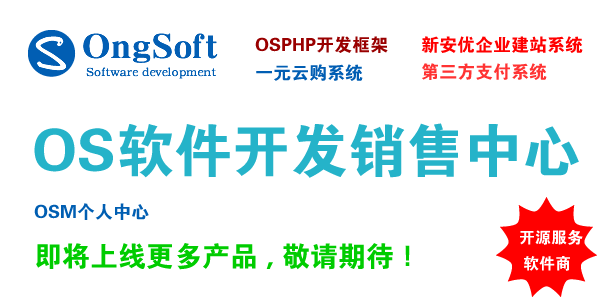 OngSoft
Software development
OSPHP开发框架
新安优企业建站系统
一元云购系统
第三方支付系统
OS软件开发销售中心
OSM个人中心
即将上线更多产品，敬请期待！
开源服务
软件商